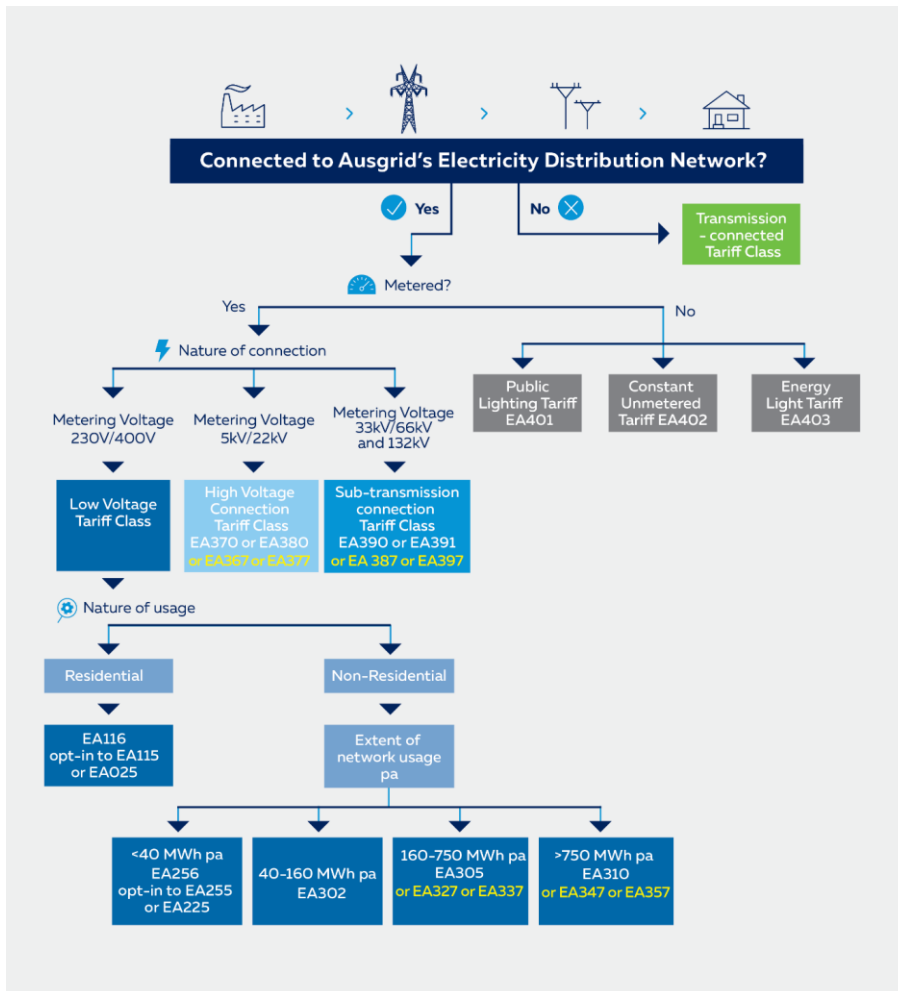 Connected to Ausgrid's Electricity Distribution Network?
Yes
No
Transmission
- connected
Tariff Class
Metered?
Yes
No
Nature of connection
Metering Voltage
230V/400V
Metering Voltage
5kV/22kV
Metering Voltage
33kV/66kV
and 132kV
Public
Lighting Tariff
EA401
Constant
Unmetered
Tariff EA402
Energy
Light Tariff
EA403
Low Voltage
Tariff Class
High Voltage
Connection
Tariff Class
EA370 or EA380
or EA367 or EA377
Sub-transmission
connection
Tariff Class
EA390 or EA391
or EA 387 or EA397
Nature of usage
Residential
Non-Residential
EA116
opt-in to EA115
or EA025
Extent of
network usage
pa
<40 MWh pa
EA256
opt-in to EA255
or EA225
40-160 MWh pa
EA302
160-750 MWh pa
EA305
or EA327 or EA337
>750 MWh pa
EA310
or EA347 or EA357